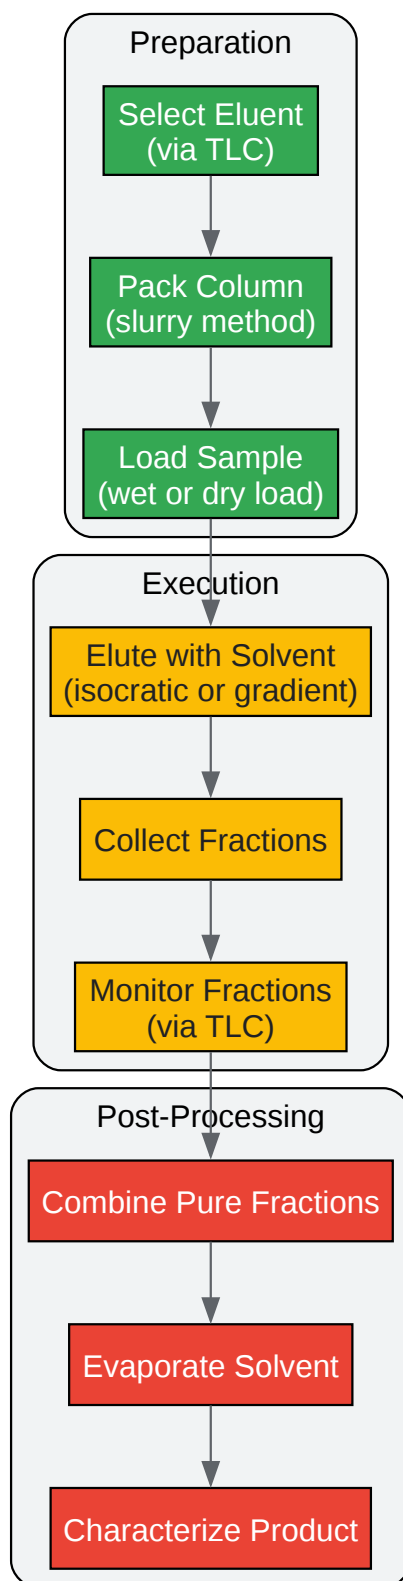 Preparation
Select Eluent
(via TLC)
Pack Column
(slurry method)
Load Sample
(wet or dry load)
Execution
Elute with Solvent
(isocratic or gradient)
Collect Fractions
Monitor Fractions
(via TLC)
Post-Processing
Combine Pure Fractions
Evaporate Solvent
Characterize Product